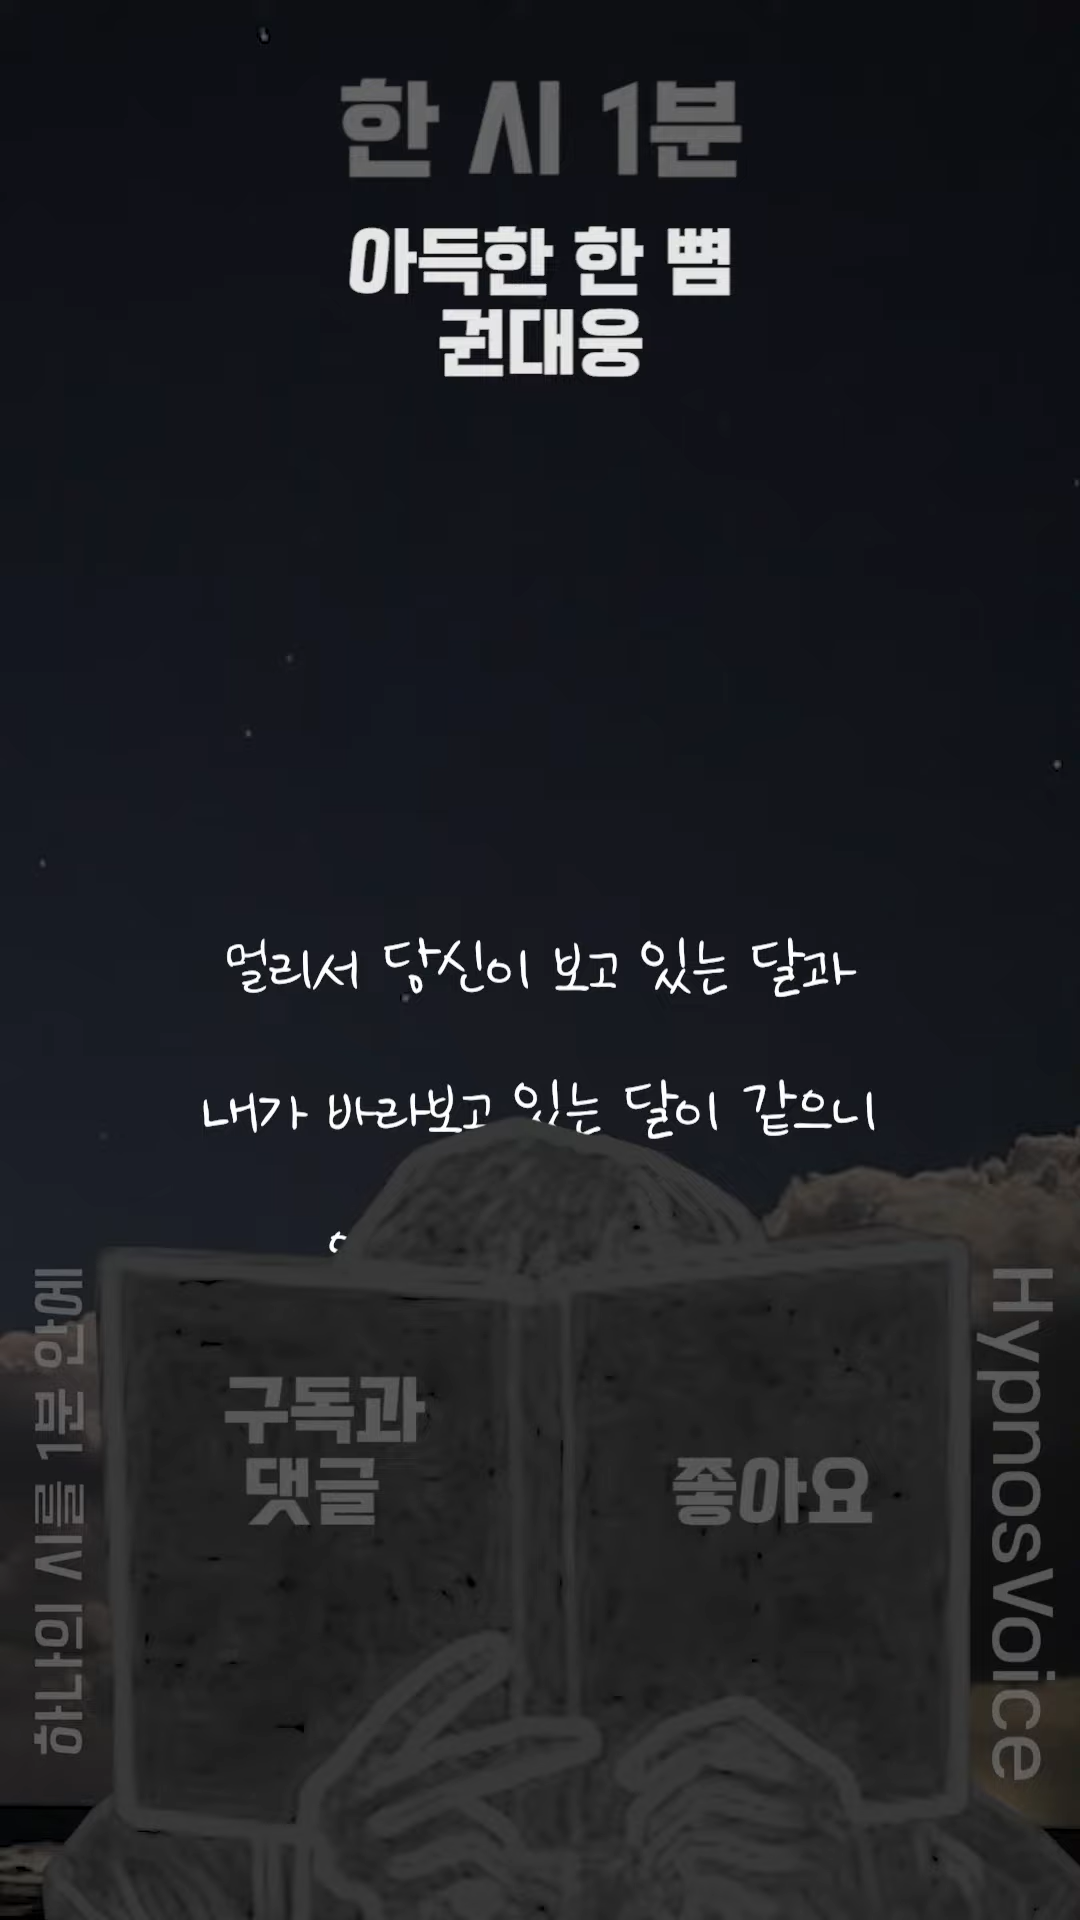 한 시 1분
아득한 한 뼘
권대웅
멀리서 당신이 보고 있는 달과
내가 바라보고 있는 달이 같으니
구독과
댓글
좋아요
하나의 시를 1분 안에
HypnosVoice